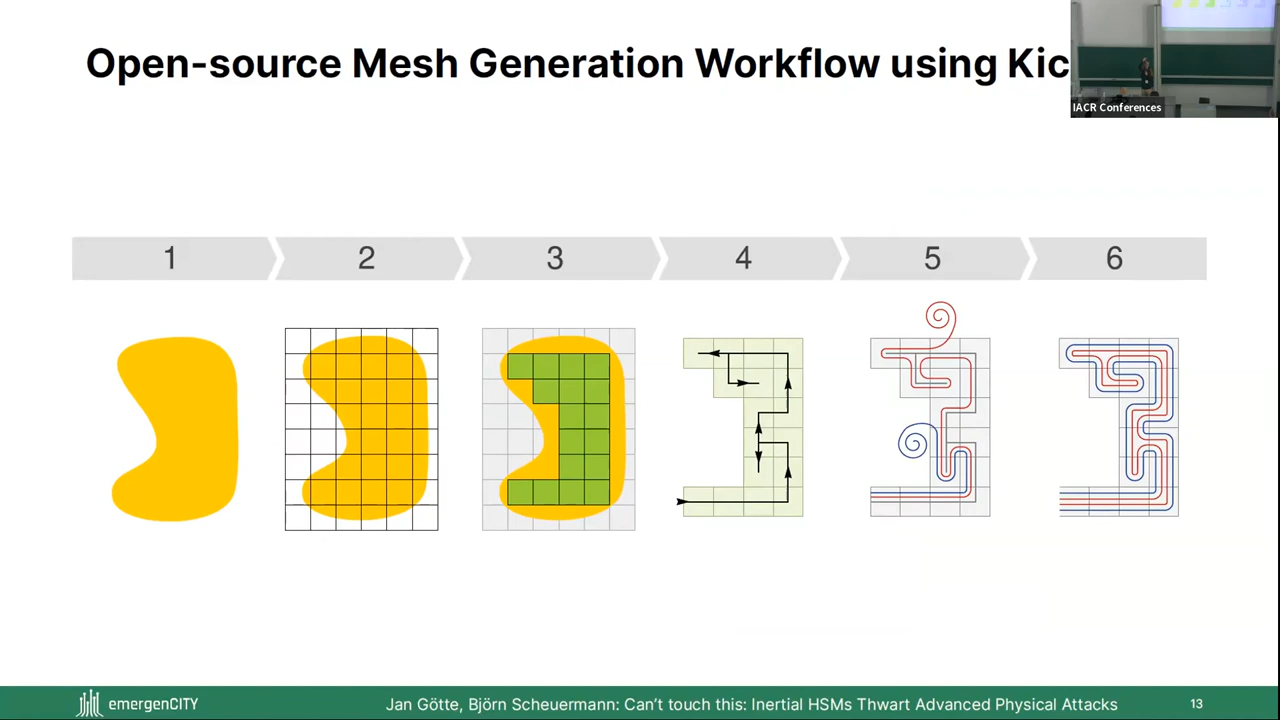 Open-source Mesh Generation Workflow using Kic
IACR Conferences
1 2 3 4 5 6
emergenCITY
Jan Götte, Björn Scheuermann: Can't touch this: Inertial HSMs Thwart Advanced Physical Attacks
13